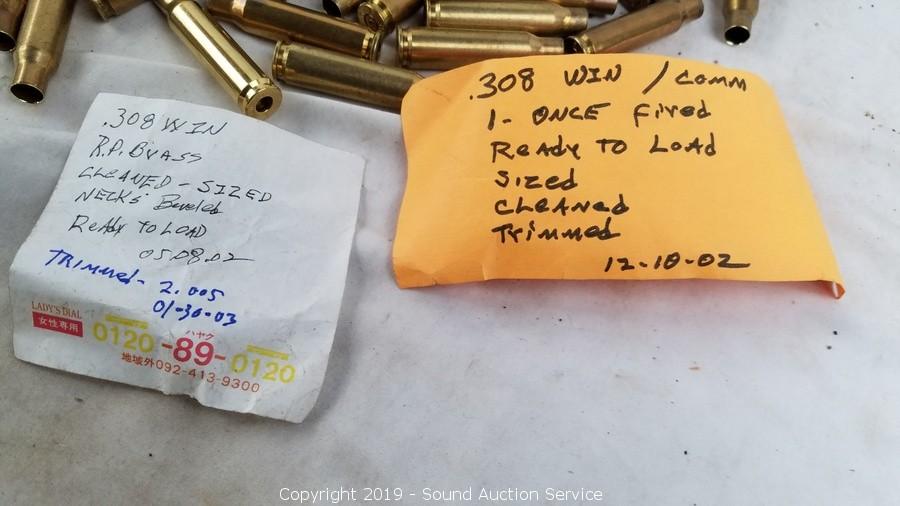 .308 WIN
R.P. BrASS
CLEANED - SIZED
NECKS Beveled
ReAdy TO LOAD
05.08.02
TRIMMed - 2.005
01-30-03
LADY'S DIAL
女性専用
ハヤク
0120-89-0120
地域外092-413-9300
.308 WIN / Comm
1- ONCE Fired
ReAdy TO LoAd
Sized
CLEANed
Trimmed
12-10-02
Copyright 2019 - Sound Auction Service